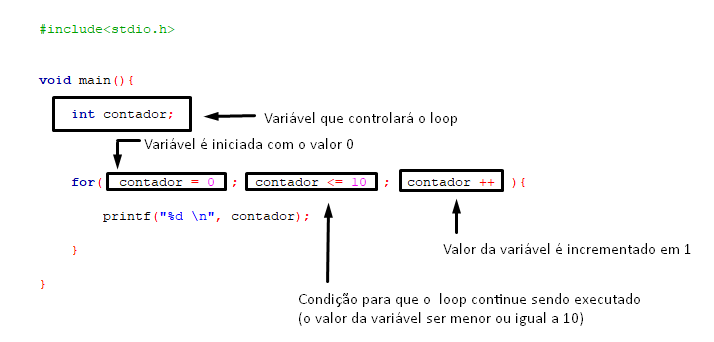 #include<stdio.h>
void main(){
int contador;
Variável que controlará o loop
Variável é iniciada com o valor 0
for( contador = 0 ; contador <= 10 ; contador ++ ){
printf("%d \n", contador);
}
Valor da variável é incrementado em 1
}
Condição para que o loop continue sendo executado
(o valor da variável ser menor ou igual a 10)